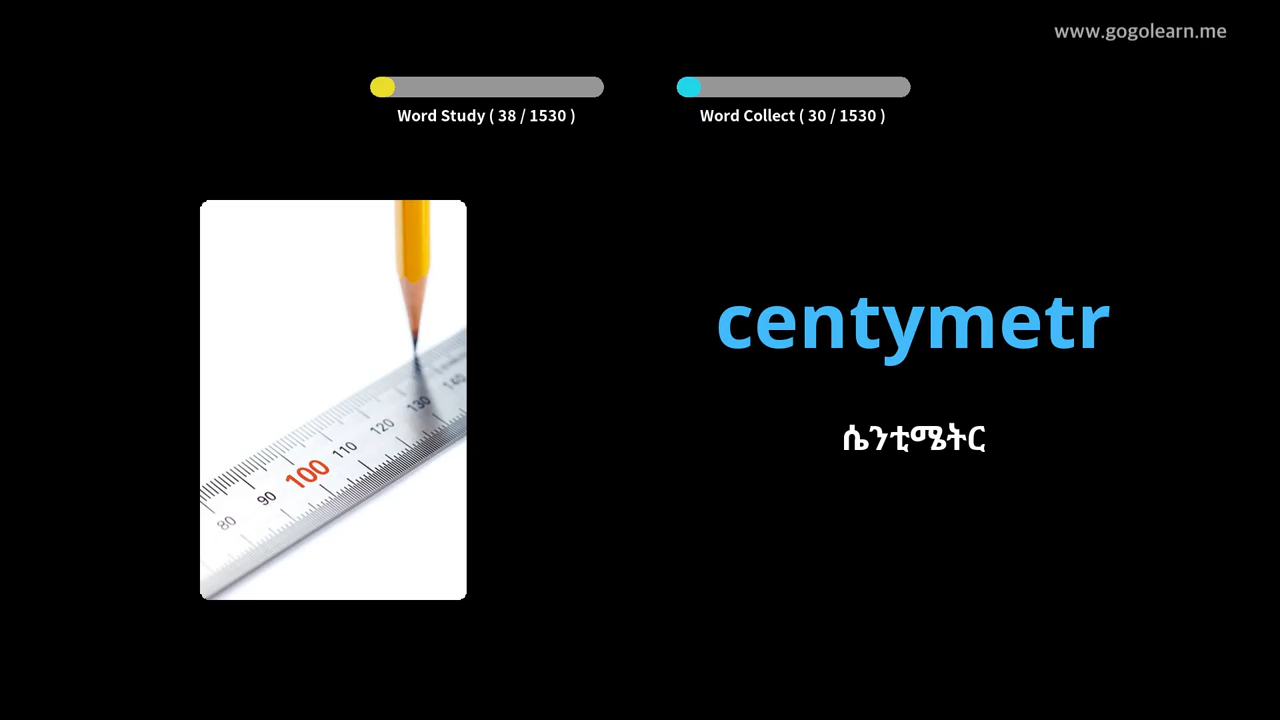 www.gogolearn.me
Word Study ( 38 / 1530 )
Word Collect ( 30 / 1530 )
centymetr
ሴንቲሜትር
80
90
100
110
120
130
140